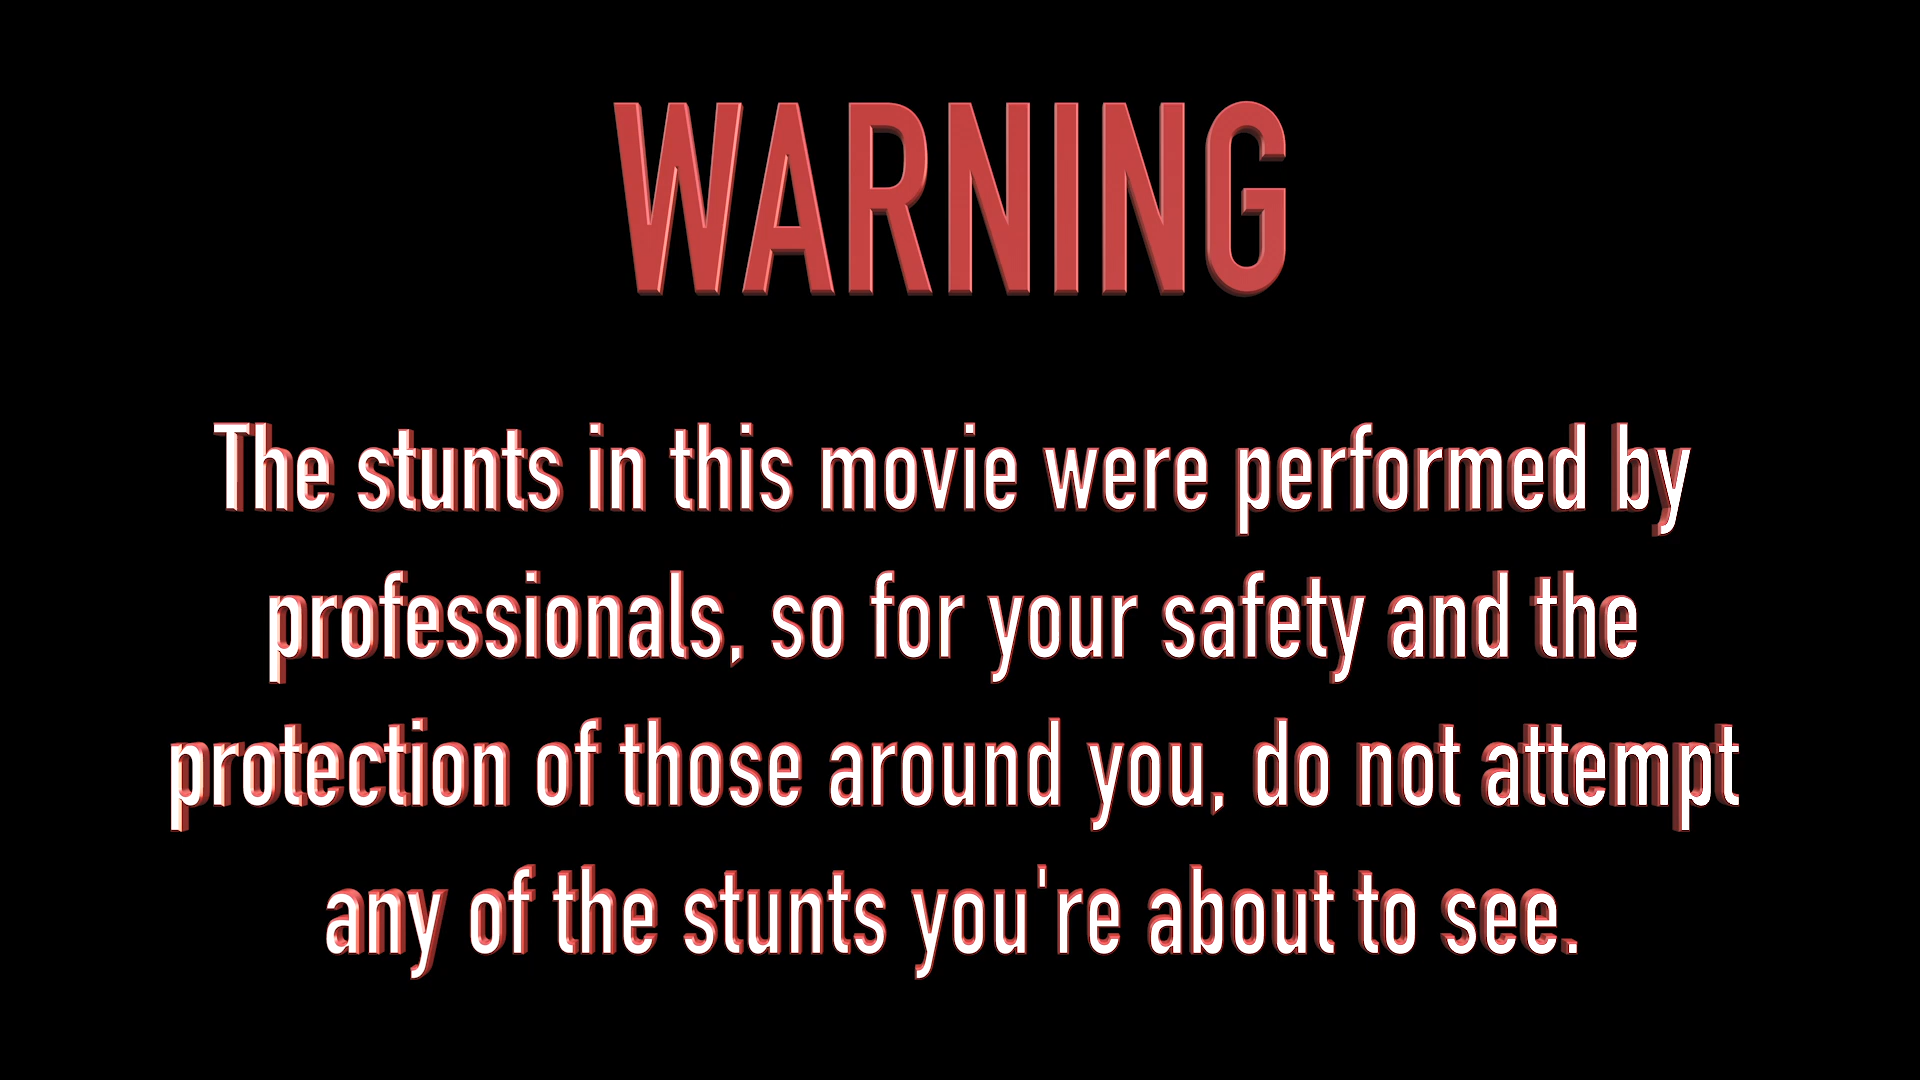 WARNING
The stunts in this movie were performed by
professionals, so for your safety and the
protection of those around you, do not attempt
any of the stunts you're about to see.